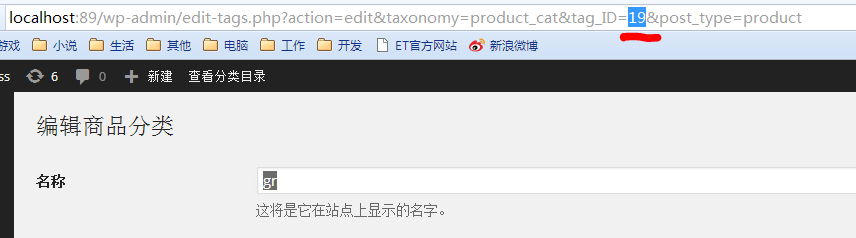 localhost:89/wp-admin/edit-tags.php?action=edit&taxonomy=product_cat&tag_ID=19&post_type=product
游戏 小说 生活 其他 电脑 工作 开发 ET官方网站 新浪微博
ss 6 0 新建 查看分类目录
编辑商品分类
名称 gr
这将是它在站点上显示的名字。